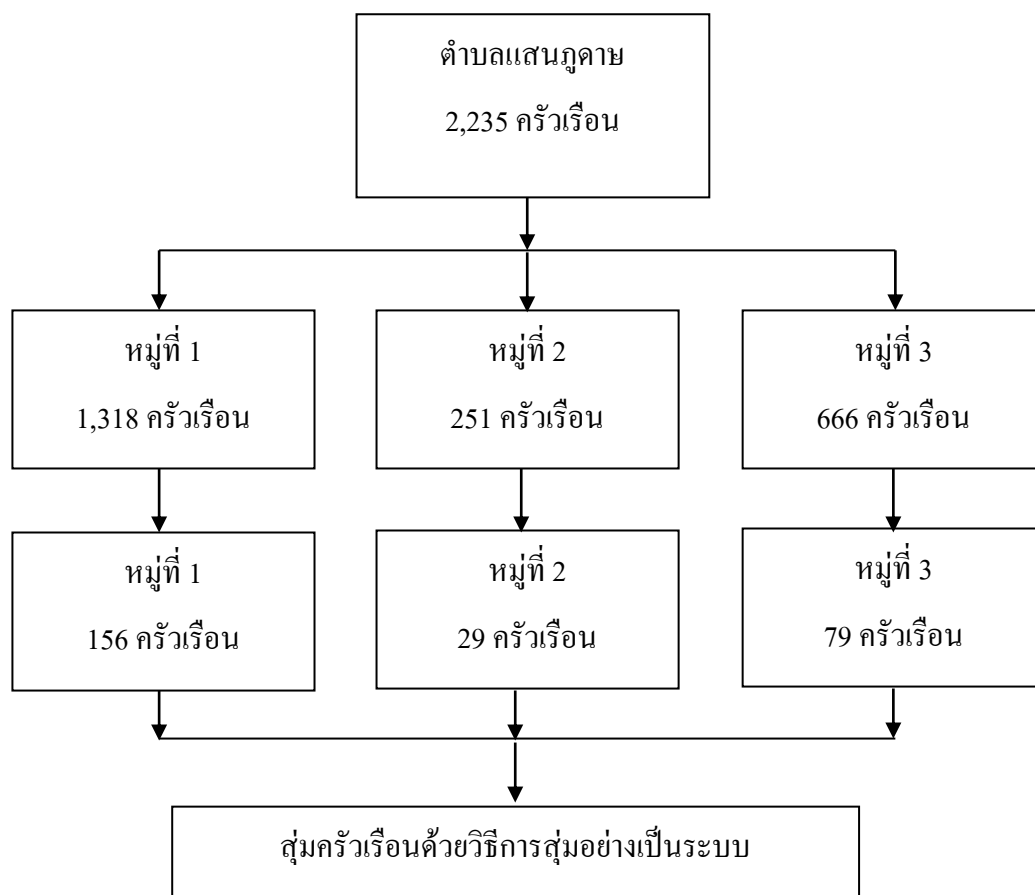 ตำบลแสนภูดาษ
2,235 ครัวเรือน
หมู่ที่ 1
1,318 ครัวเรือน
หมู่ที่ 2
251 ครัวเรือน
หมู่ที่ 3
666 ครัวเรือน
หมู่ที่ 1
156 ครัวเรือน
หมู่ที่ 2
29 ครัวเรือน
หมู่ที่ 3
79 ครัวเรือน
สุ่มครัวเรือนด้วยวิธีการสุ่มอย่างเป็นระบบ